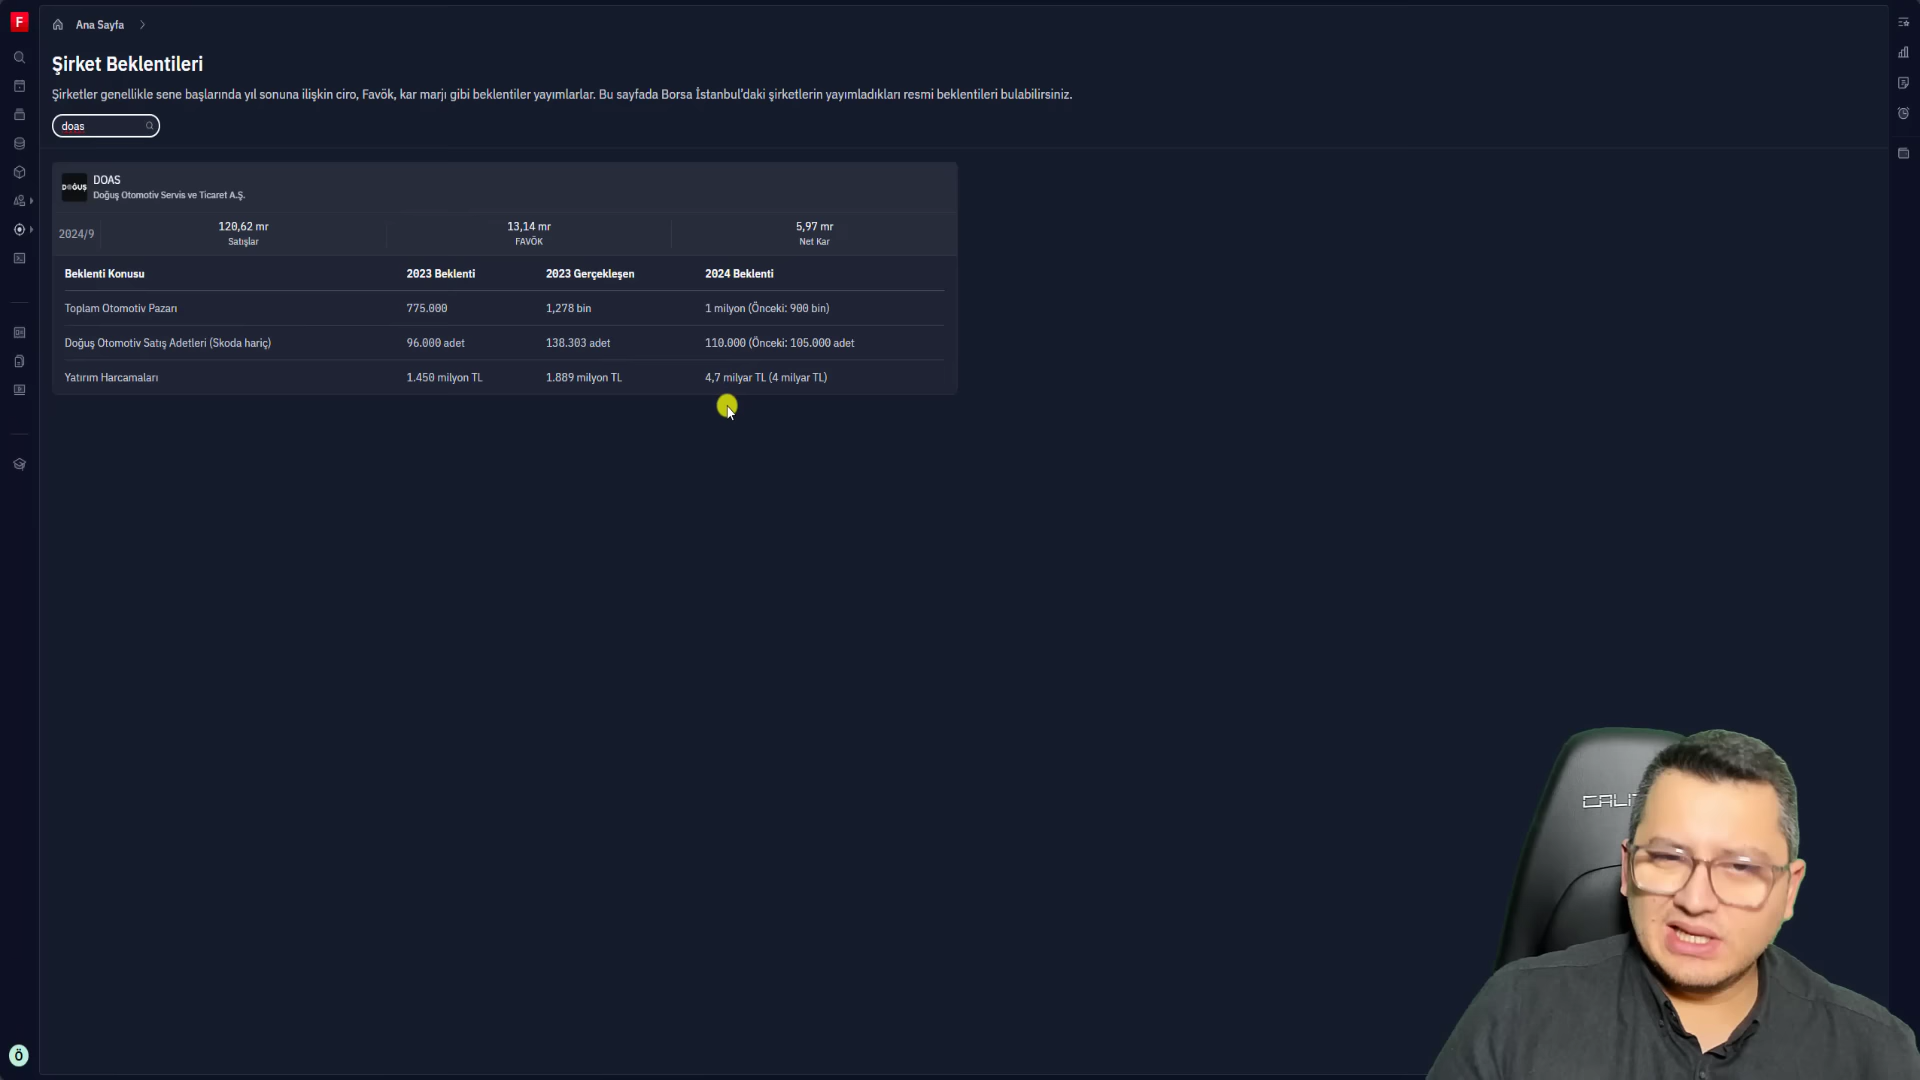 F
Ana Sayfa
Şirket Beklentileri
Şirketler genellikle sene başlarında yıl sonuna ilişkin ciro, Favök, kar marjı gibi beklentiler yayımlarlar. Bu sayfada Borsa İstanbul'daki şirketlerin yayımladıkları resmi beklentileri bulabilirsiniz.
doas
DOĞUŞ
DOAS
Doğuş Otomotiv Servis ve Ticaret A.Ş.
2024/9
120,62 mr
Satışlar
13,14 mr
FAVÖK
5,97 mr
Net Kar
Beklenti Konusu 2023 Beklenti 2023 Gerçekleşen 2024 Beklenti
Toplam Otomotiv Pazarı 775.000 1,278 bin 1 milyon (Önceki: 900 bin)
Doğuş Otomotiv Satış Adetleri (Skoda hariç) 96.000 adet 138.303 adet 110.000 (Önceki: 105.000 adet
Yatırım Harcamaları 1.450 milyon TL 1.889 milyon TL 4,7 milyar TL (4 milyar TL)
Ö